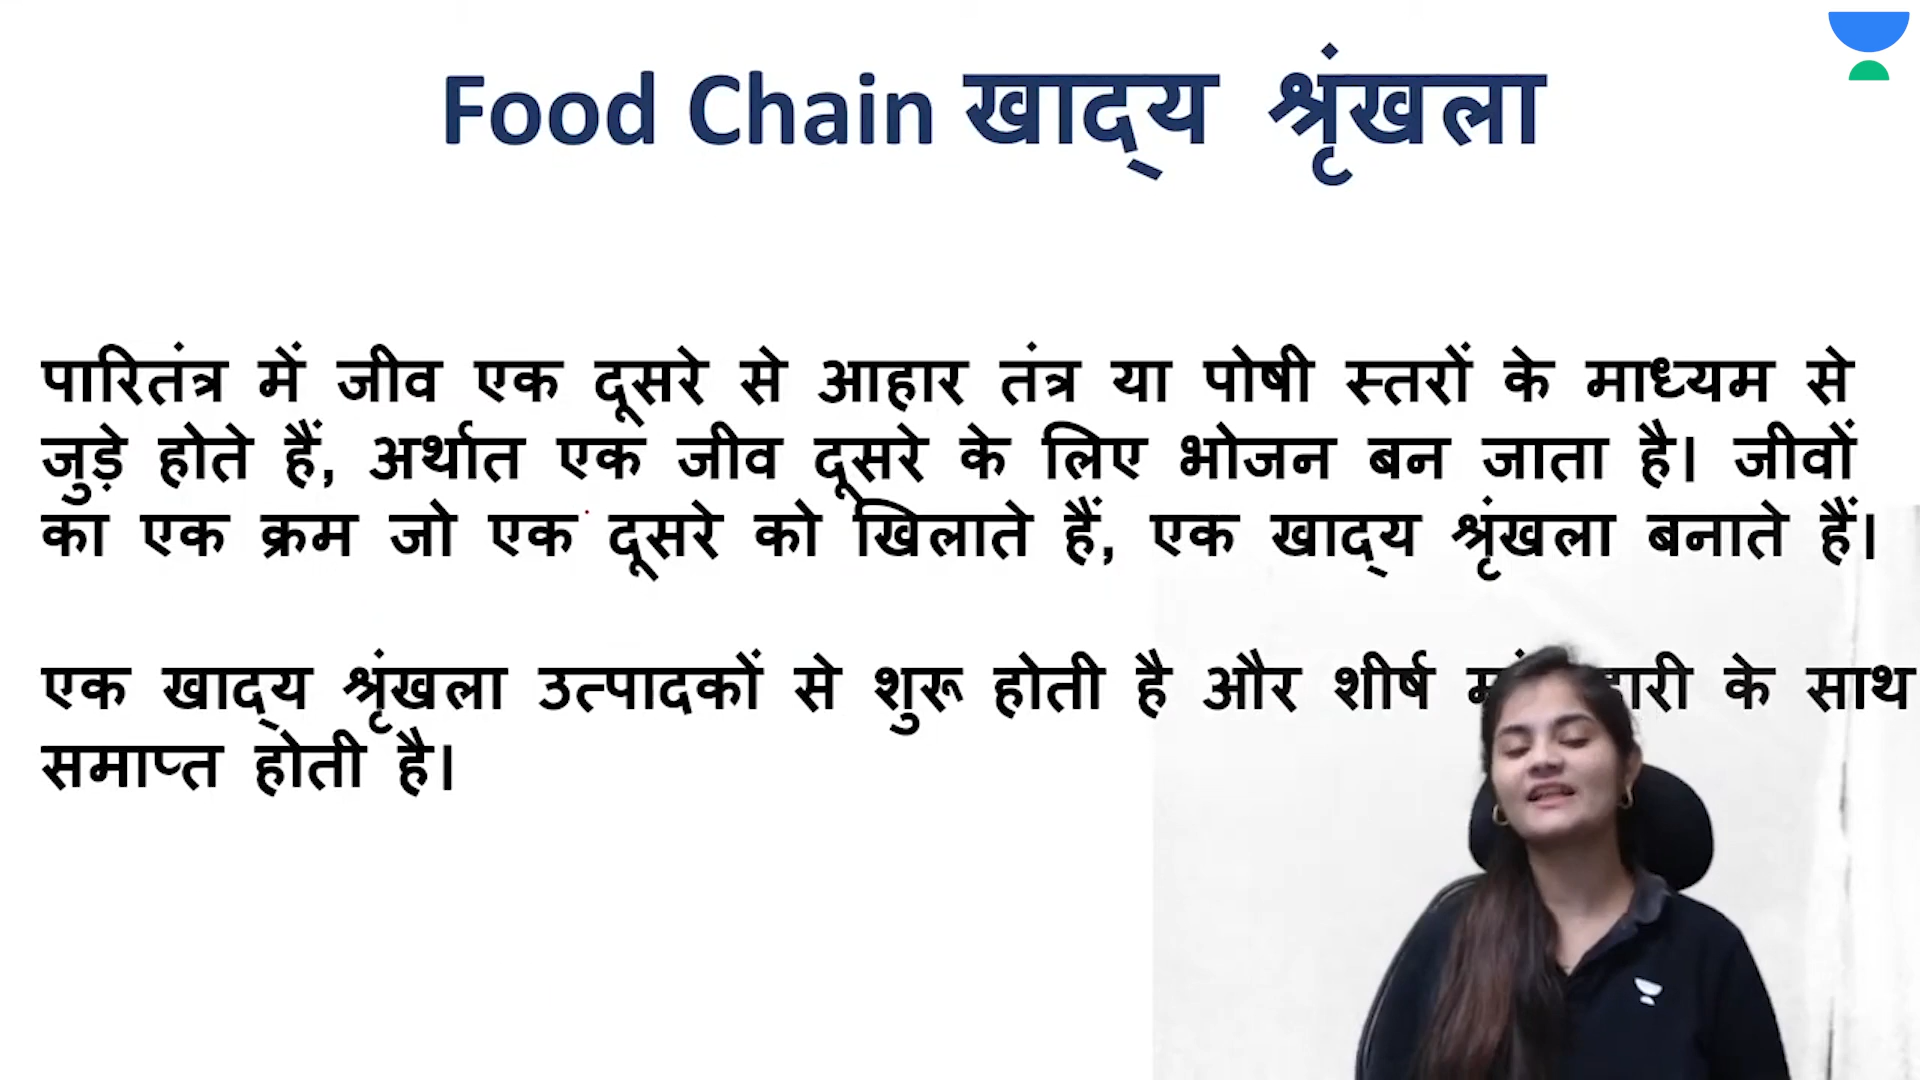 Food Chain खाद्य श्रृंखला
पारितंत्र में जीव एक दूसरे से आहार तंत्र या पोषी स्तरों के माध्यम से
जुड़े होते हैं, अर्थात एक जीव दूसरे के लिए भोजन बन जाता है। जीवों
का एक क्रम जो एक दूसरे को खिलाते हैं, एक खाद्य श्रृंखला बनाते हैं।
एक खाद्य श्रृंखला उत्पादकों से शुरू होती है और शीर्ष के साथ
समाप्त होती है।